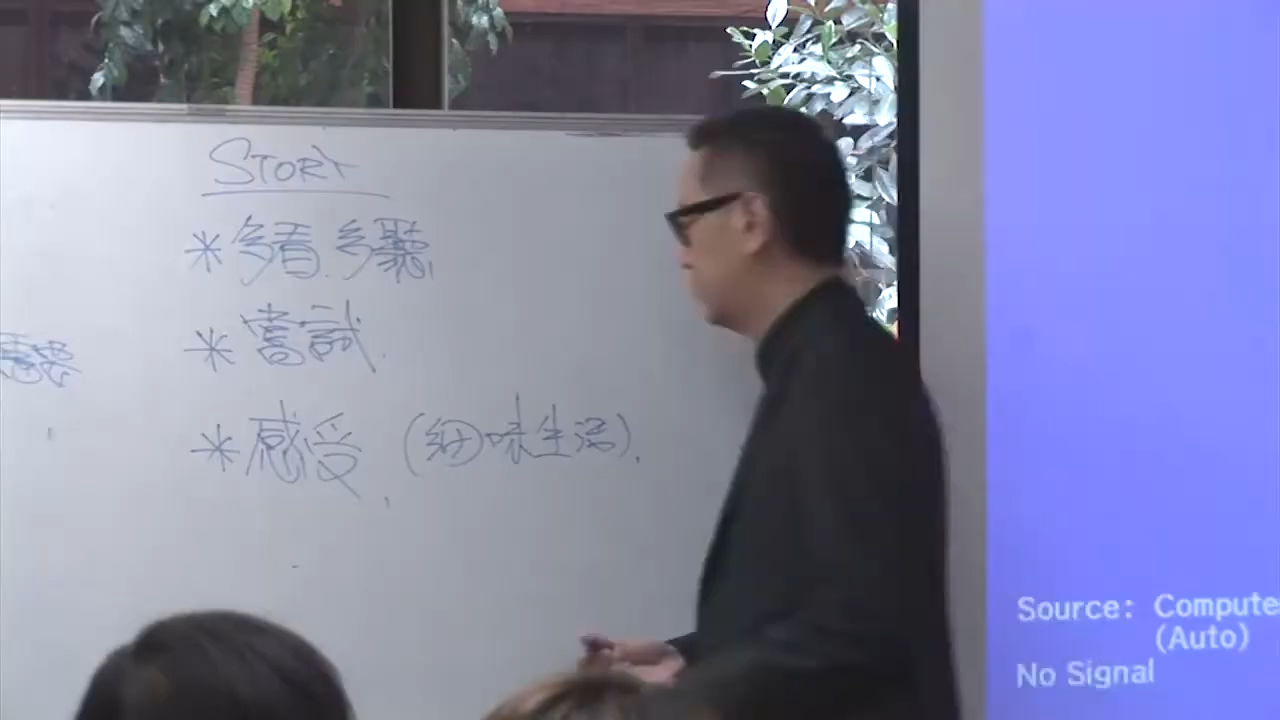 STORY
* 多看.多聽,
* 嘗試.
* 感受 (細味生活).
Source: Compute
(Auto)
No Signal